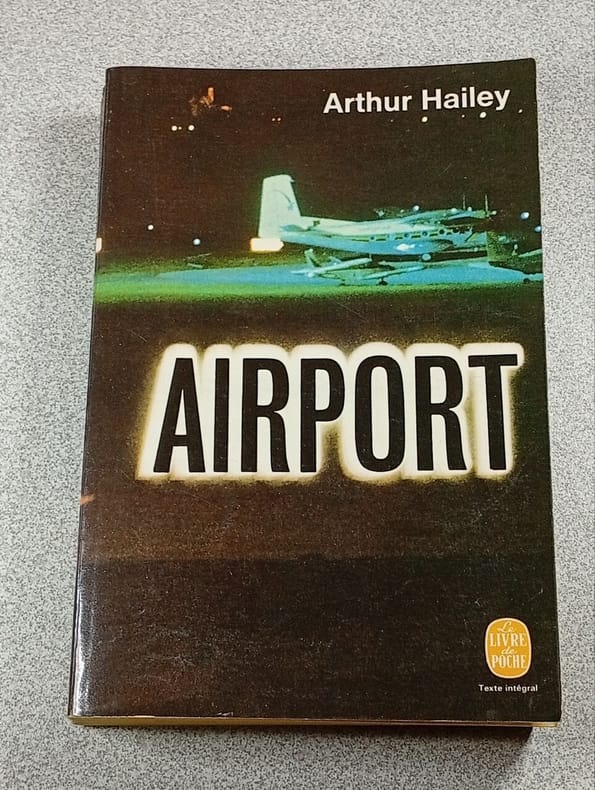 Arthur Hailey
AIRPORT
Le
LIVRE
de
POCHE
Texte intégral